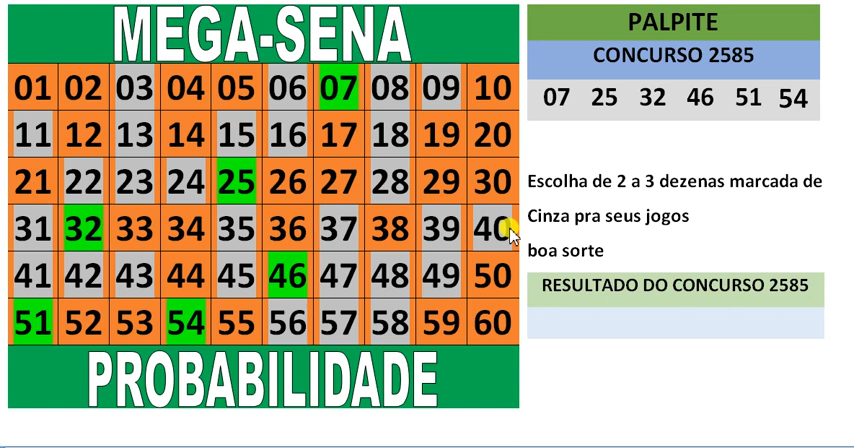 MEGA-SENA
01 02 03 04 05 06 07 08 09 10
11 12 13 14 15 16 17 18 19 20
21 22 23 24 25 26 27 28 29 30
31 32 33 34 35 36 37 38 39 40
41 42 43 44 45 46 47 48 49 50
51 52 53 54 55 56 57 58 59 60
PROBABILIDADE
PALPITE
CONCURSO 2585
07 25 32 46 51 54
Escolha de 2 a 3 dezenas marcada de
Cinza pra seus jogos
boa sorte
RESULTADO DO CONCURSO 2585